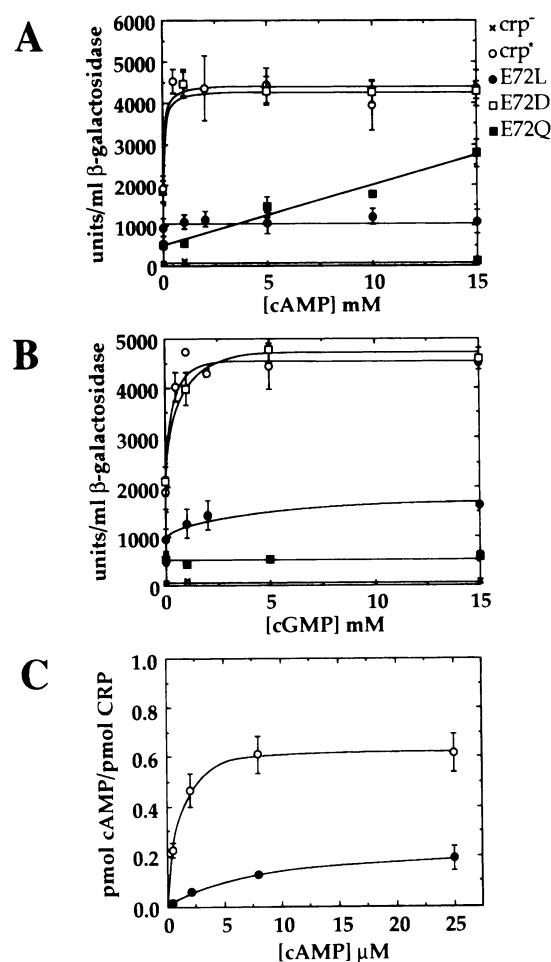 A
units/ml β-galactosidase
6000
5000
4000
3000
2000
1000
0
0 5 10 15
[cAMP] mM
crp⁻
crp*
E72L
E72D
E72Q
B
units/ml β-galactosidase
5000
4000
3000
2000
1000
0
0 5 10 15
[cGMP] mM
C
pmol cAMP/pmol CRP
1.0
0.8
0.6
0.4
0.2
0.0
0 5 10 15 20 25
[cAMP] μM